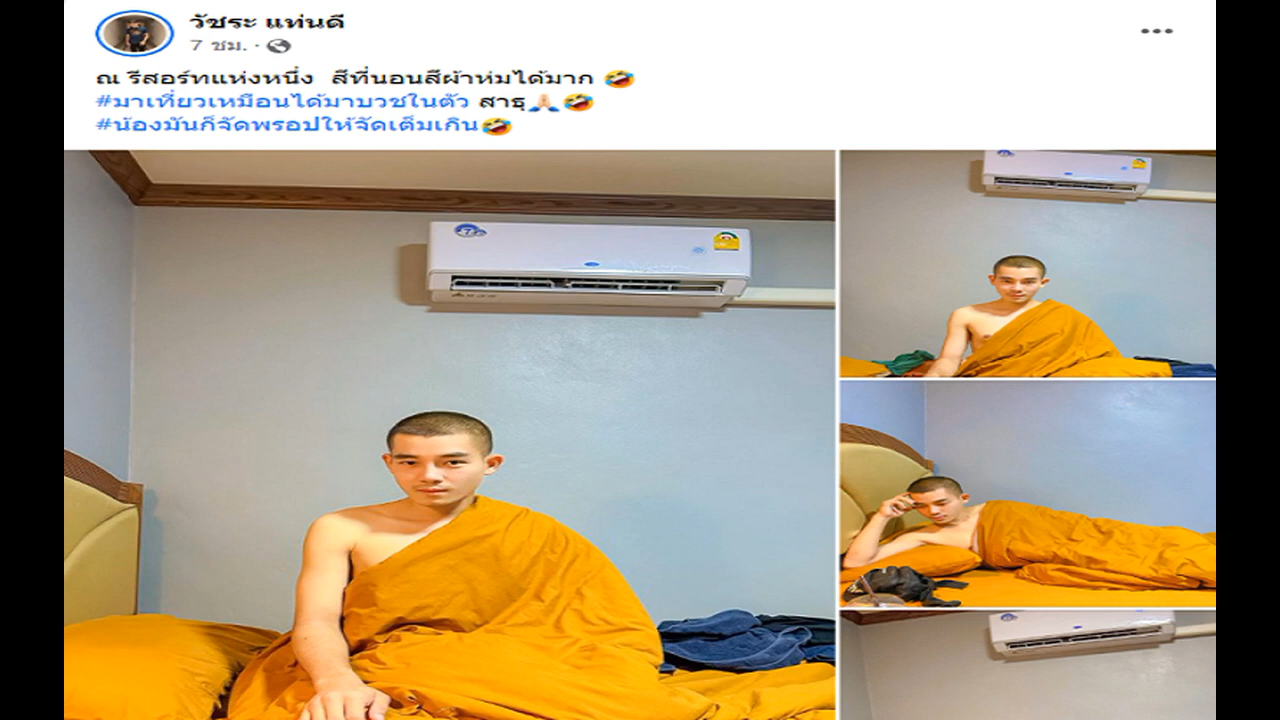 วัชระ แท่นดี
7 ชม. ·
ณ รีสอร์ทแห่งหนึ่ง สีที่นอนสีผ้าห่มได้มาก 🤣
#มาเที่ยวเหมือนได้มาบวชในตัว สาธุ🙏🏻🤣
#น้องมันก็จัดพรอปให้จัดเต็มเกิน🤣